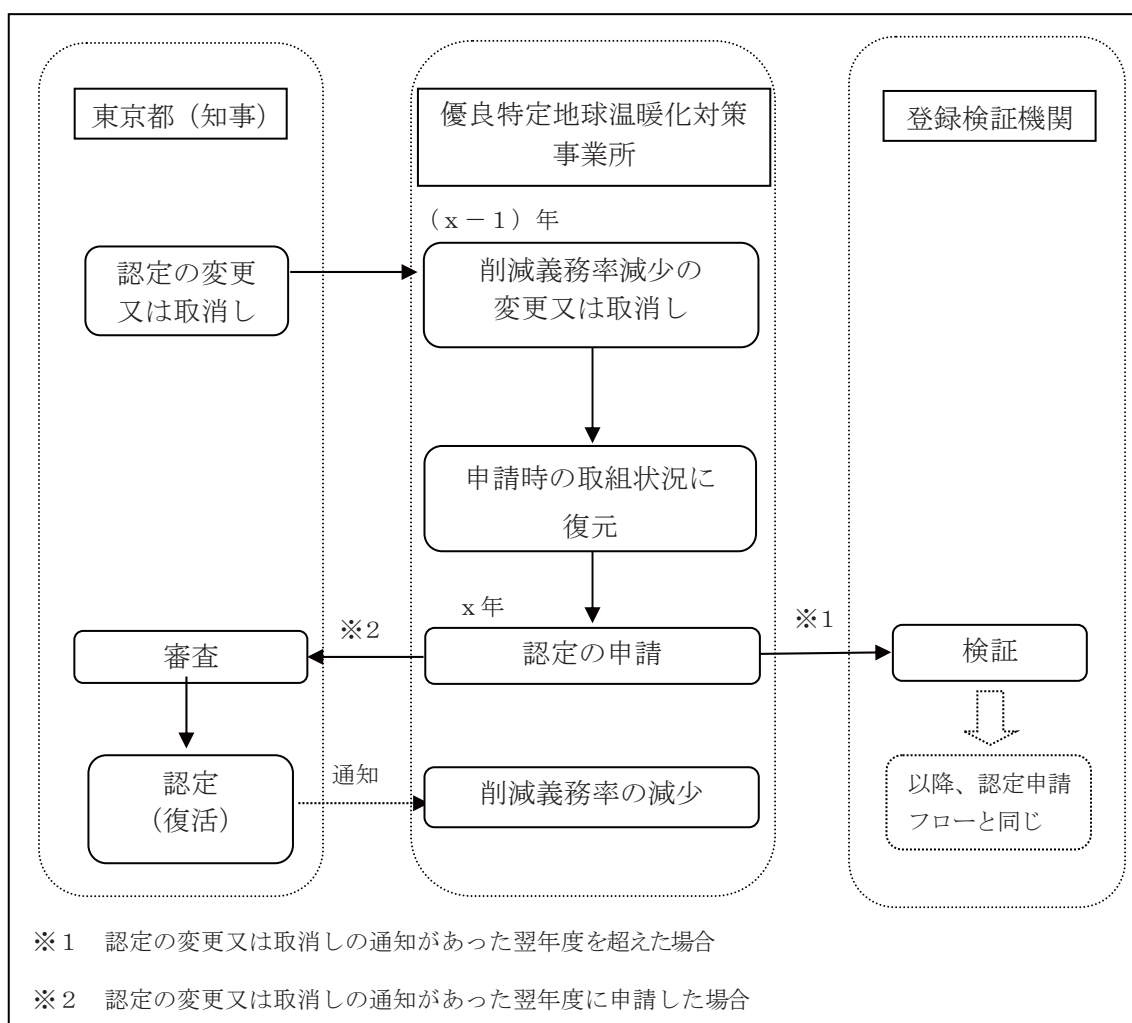 東京都(知事)
優良特定地球温暖化対策
事業所
登録検証機関
(x－1)年
認定の変更
又は取消し
削減義務率減少の
変更又は取消し
申請時の取組状況に
復元
x年
※2
※1
審査
認定の申請
検証
認定
(復活)
通知
削減義務率の減少
以降、認定申請
フローと同じ
※1 認定の変更又は取消しの通知があった翌年度を超えた場合
※2 認定の変更又は取消しの通知があった翌年度に申請した場合